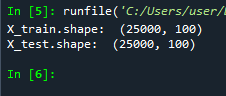 In [5]: runfile('C:/Users/user/
X_train.shape:  (25000, 100)
X_test.shape:  (25000, 100)
In [6]: